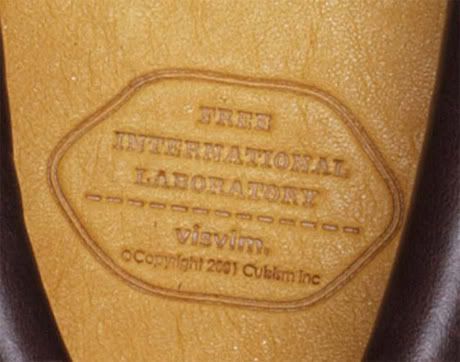 FREE
INTERNATIONAL
LABORATORY
visvim.
©Copyright 2001 Cubism Inc